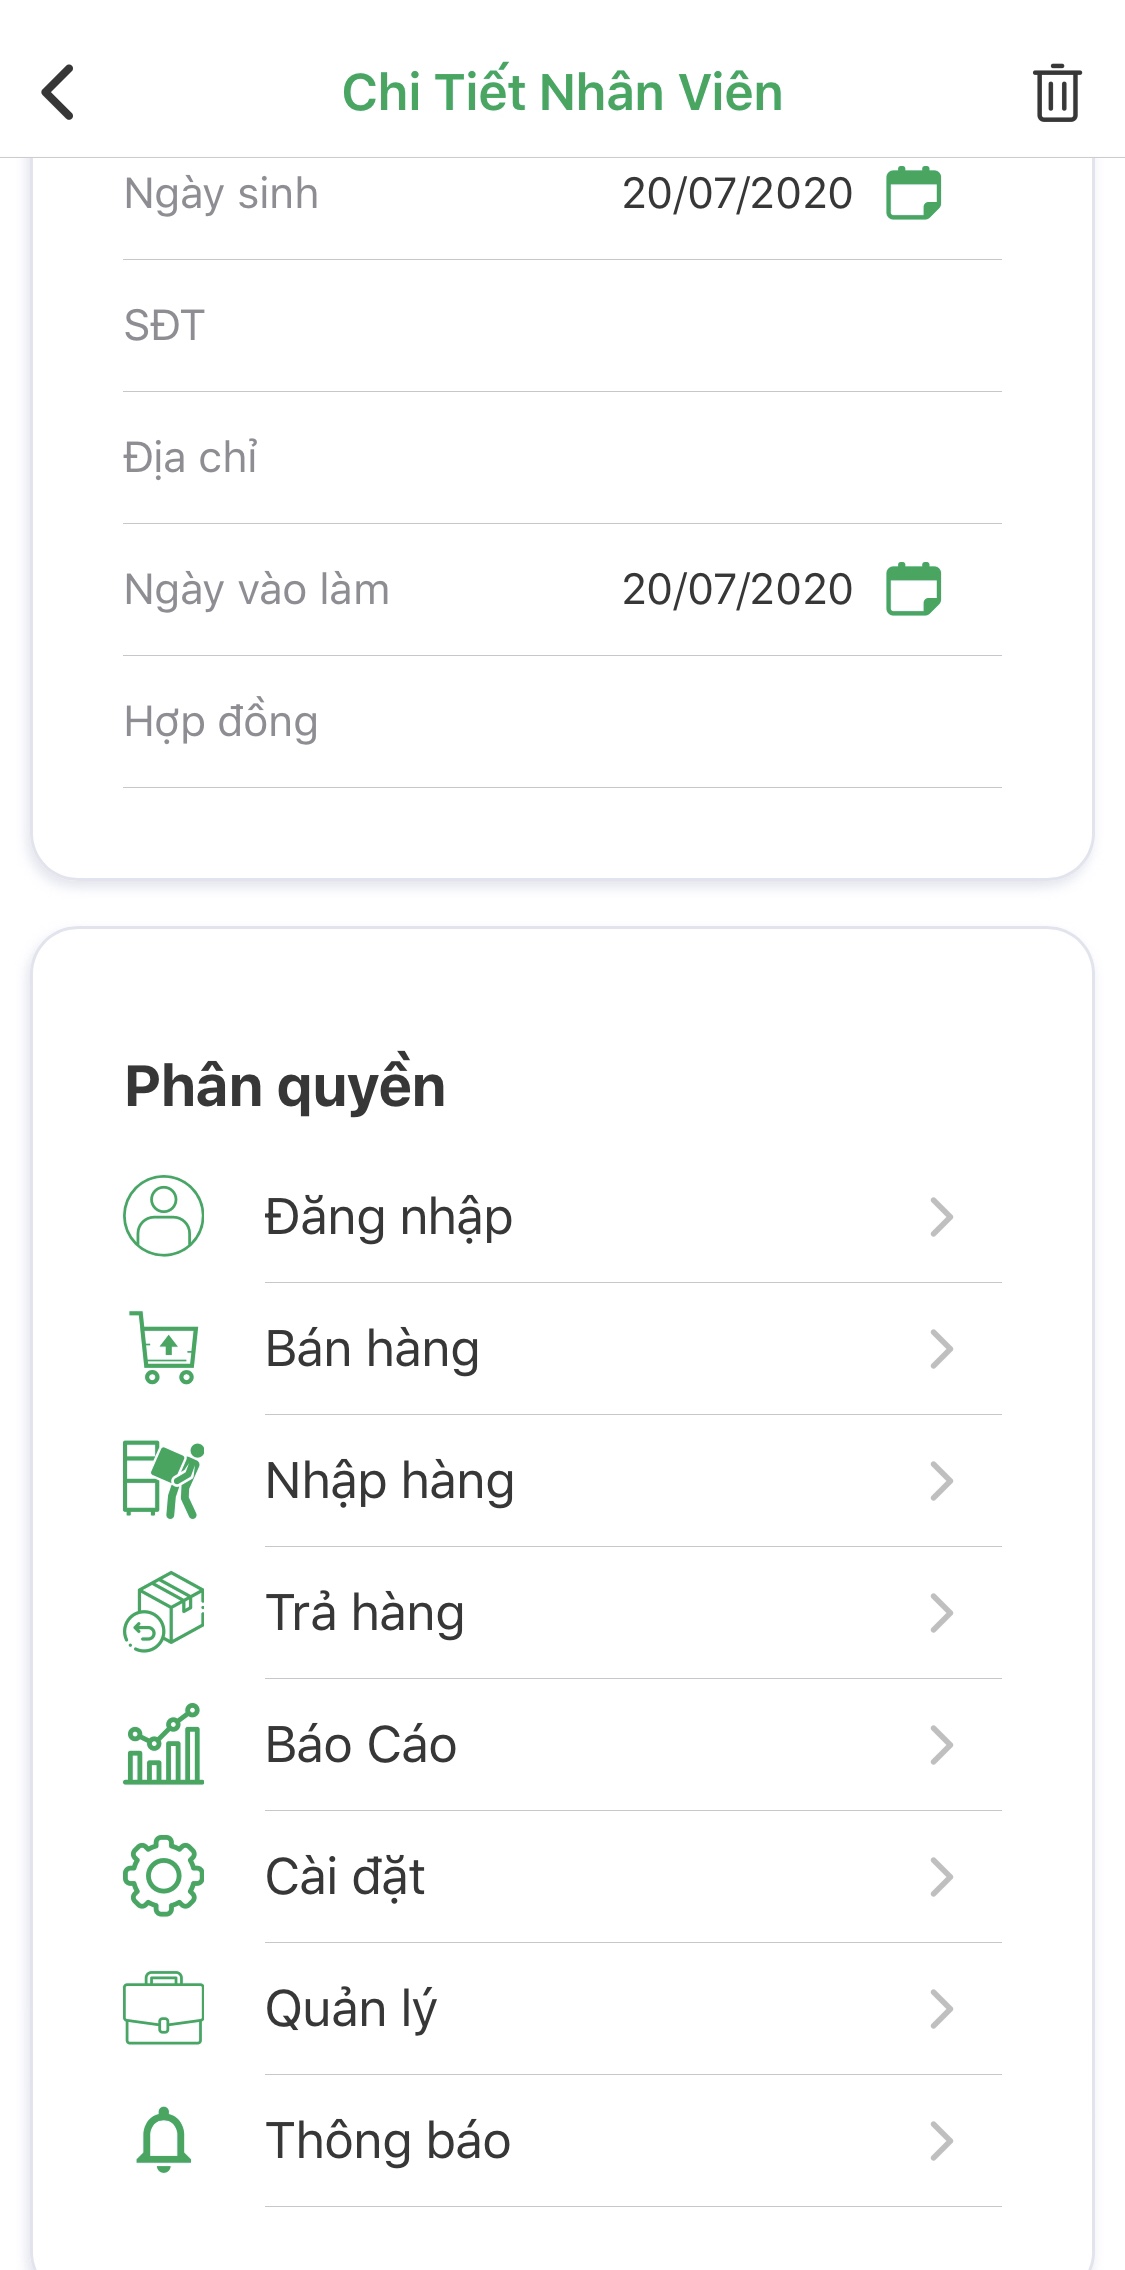 Chi Tiết Nhân Viên
Ngày sinh 20/07/2020
SĐT
Địa chỉ
Ngày vào làm 20/07/2020
Hợp đồng
Phân quyền
Đăng nhập
Bán hàng
Nhập hàng
Trả hàng
Báo Cáo
Cài đặt
Quản lý
Thông báo